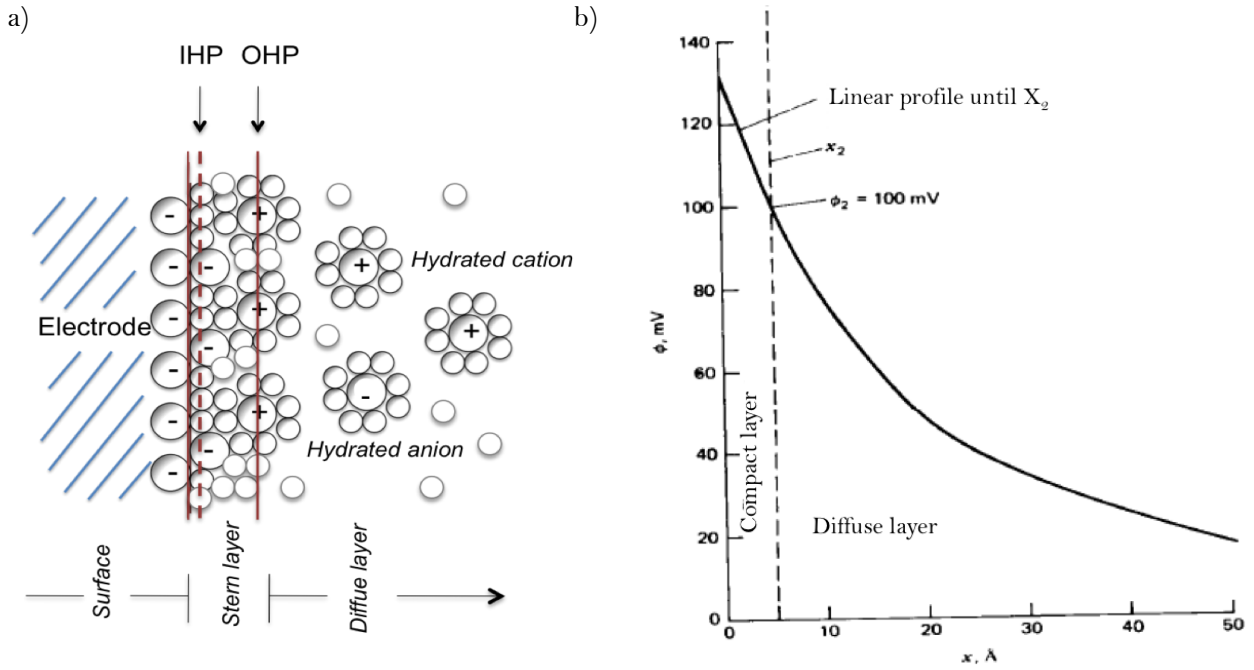 a)
IHP OHP
Electrode
- - - - - -
- - -
+ + +
+
Hydrated cation
+
-
Hydrated anion
Surface
Stern layer
Diffue layer
b)
140
120
100
80
60
40
20
0
ϕ, mV
Linear profile until X₂
x₂
ϕ₂ = 100 mV
Compact layer
Diffuse layer
0 10 20 30 40 50
x, Å